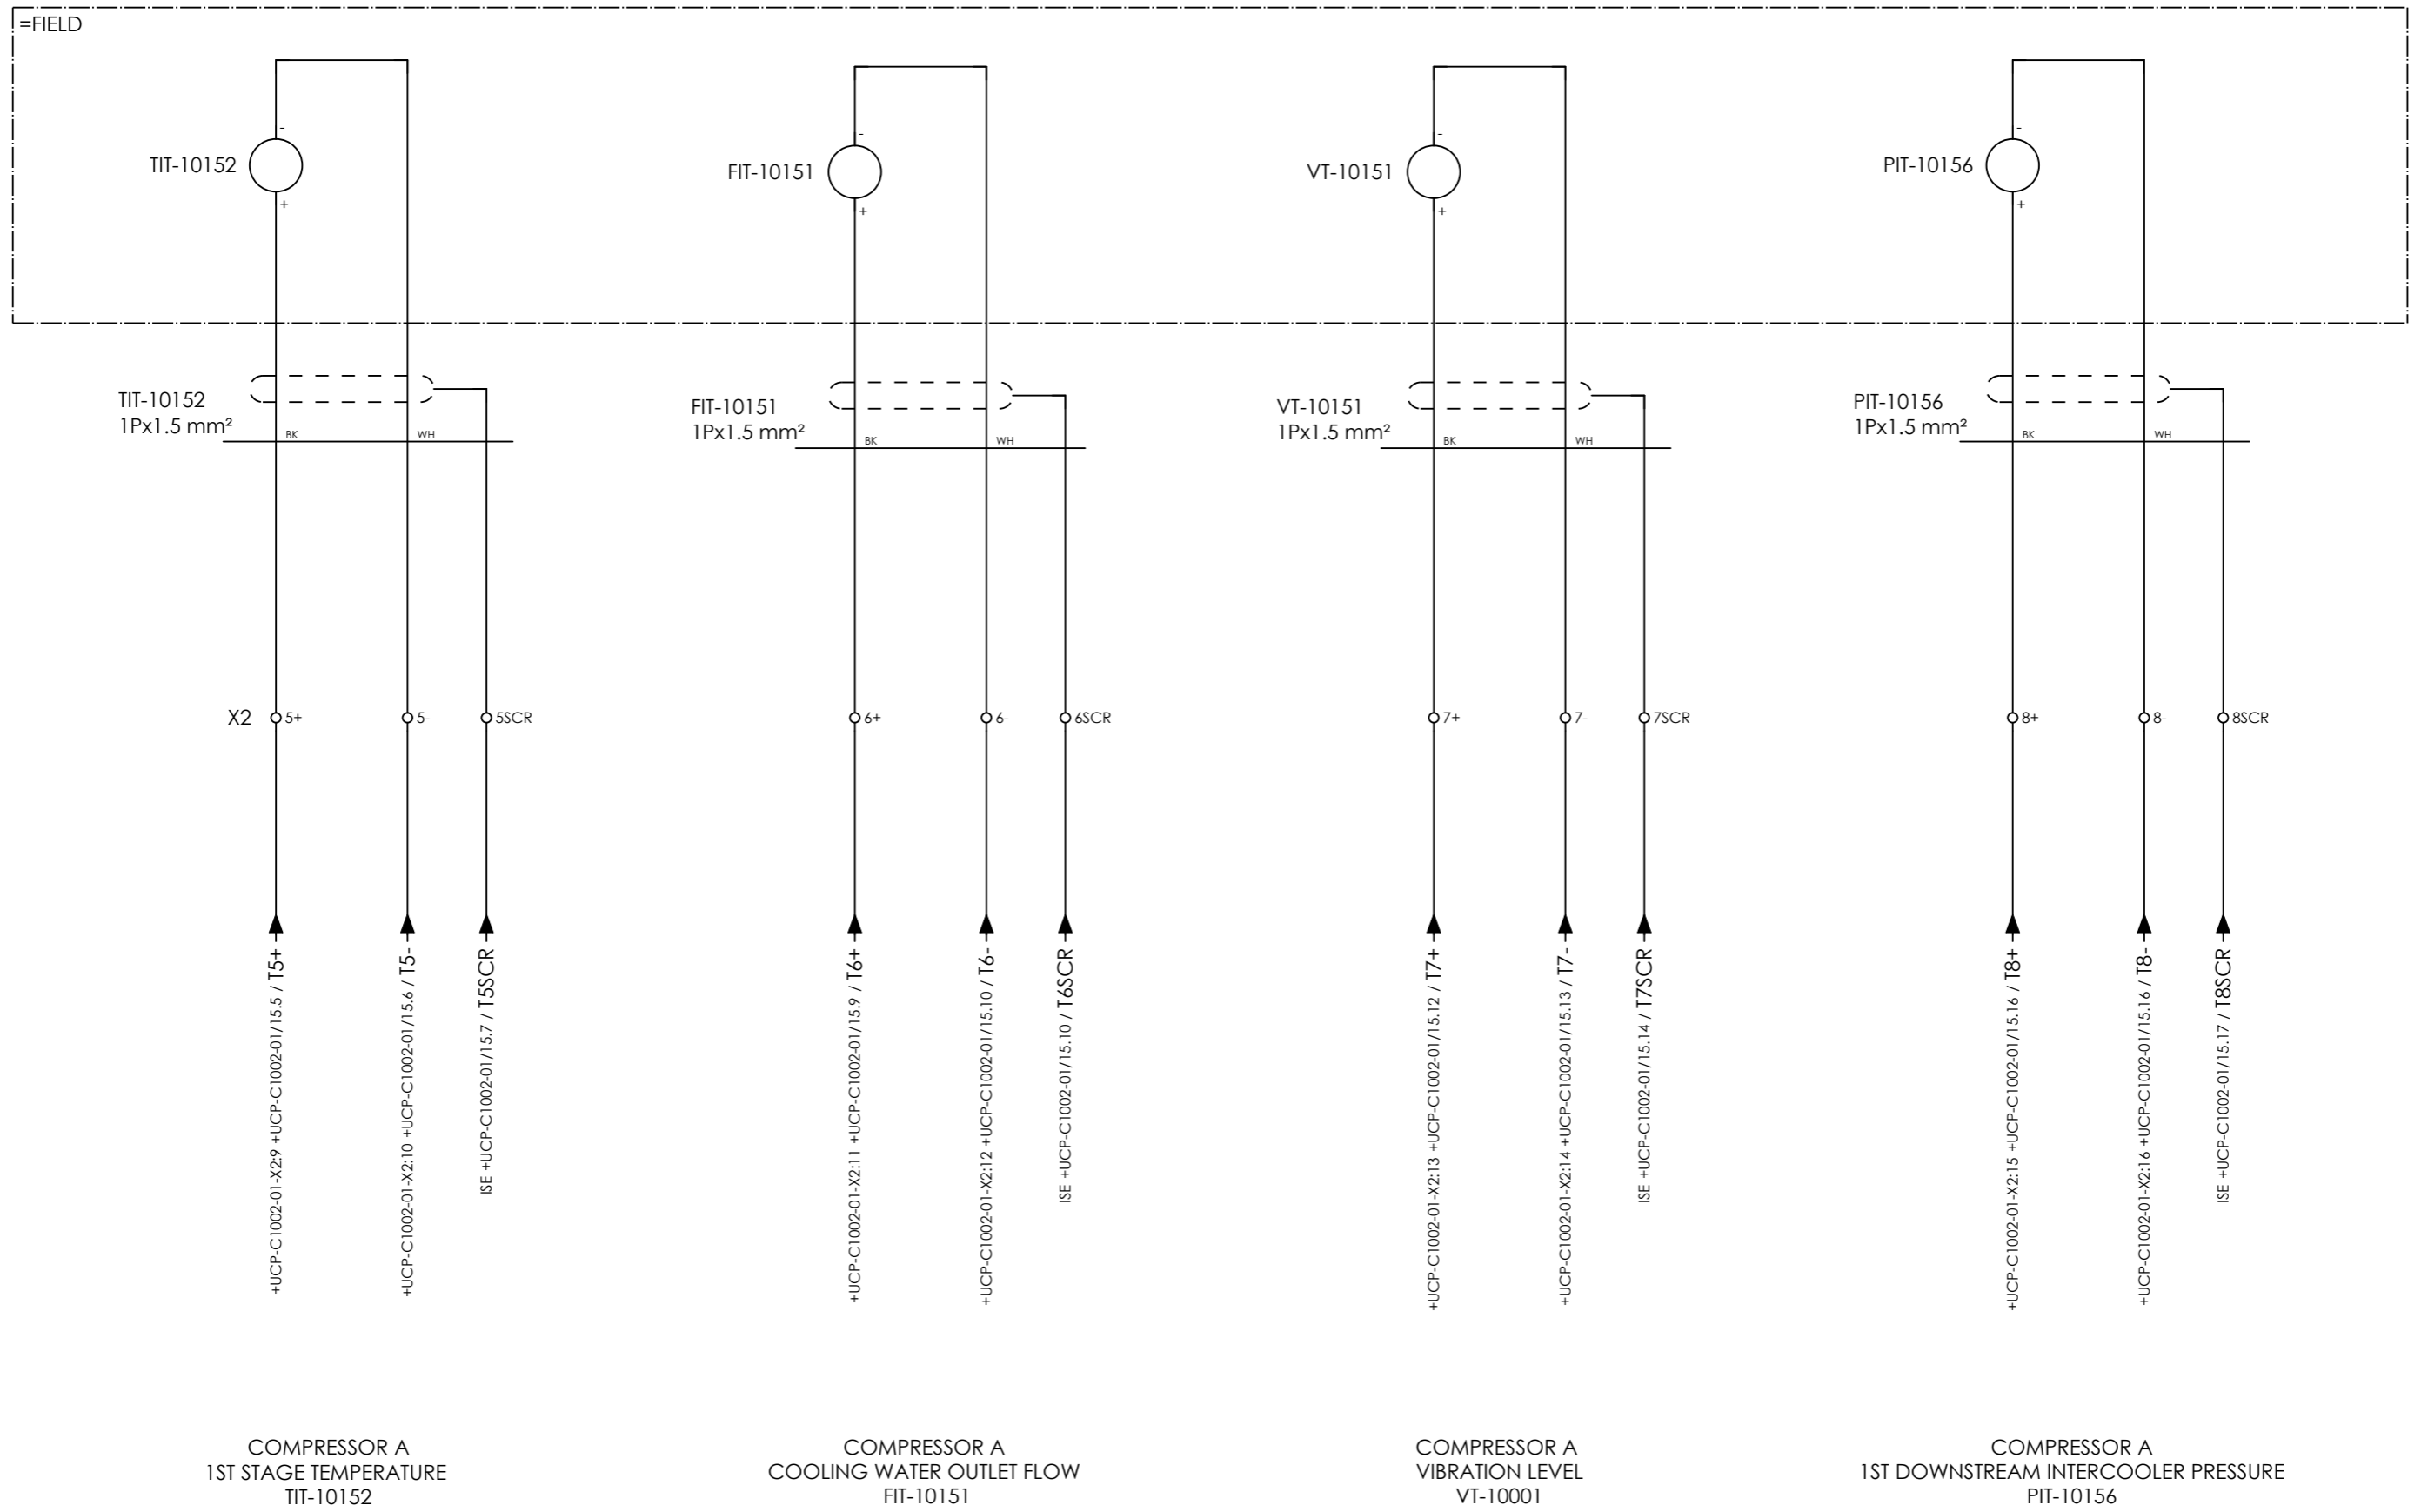 =FIELD
-
-
-
-
TIT-10152
FIT-10151
VT-10151
PIT-10156
+
+
+
+
TIT-10152
1Px1.5 mm²
BK
WH
FIT-10151
1Px1.5 mm²
BK
WH
VT-10151
1Px1.5 mm²
BK
WH
PIT-10156
1Px1.5 mm²
BK
WH
X2
5+
5-
5SCR
6+
6-
6SCR
7+
7-
7SCR
8+
8-
8SCR
+UCP-C1002-01-X2:9 +UCP-C1002-01/15.5 / T5+
+UCP-C1002-01-X2:10 +UCP-C1002-01/15.6 / T5-
ISE +UCP-C1002-01/15.7 / T5SCR
+UCP-C1002-01-X2:11 +UCP-C1002-01/15.9 / T6+
+UCP-C1002-01-X2:12 +UCP-C1002-01/15.10 / T6-
ISE +UCP-C1002-01/15.10 / T6SCR
+UCP-C1002-01-X2:13 +UCP-C1002-01/15.12 / T7+
+UCP-C1002-01-X2:14 +UCP-C1002-01/15.13 / T7-
ISE +UCP-C1002-01/15.14 / T7SCR
+UCP-C1002-01-X2:15 +UCP-C1002-01/15.16 / T8+
+UCP-C1002-01-X2:16 +UCP-C1002-01/15.16 / T8-
ISE +UCP-C1002-01/15.17 / T8SCR
COMPRESSOR A
1ST STAGE TEMPERATURE
TIT-10152
COMPRESSOR A
COOLING WATER OUTLET FLOW
FIT-10151
COMPRESSOR A
VIBRATION LEVEL
VT-10001
COMPRESSOR A
1ST DOWNSTREAM INTERCOOLER PRESSURE
PIT-10156